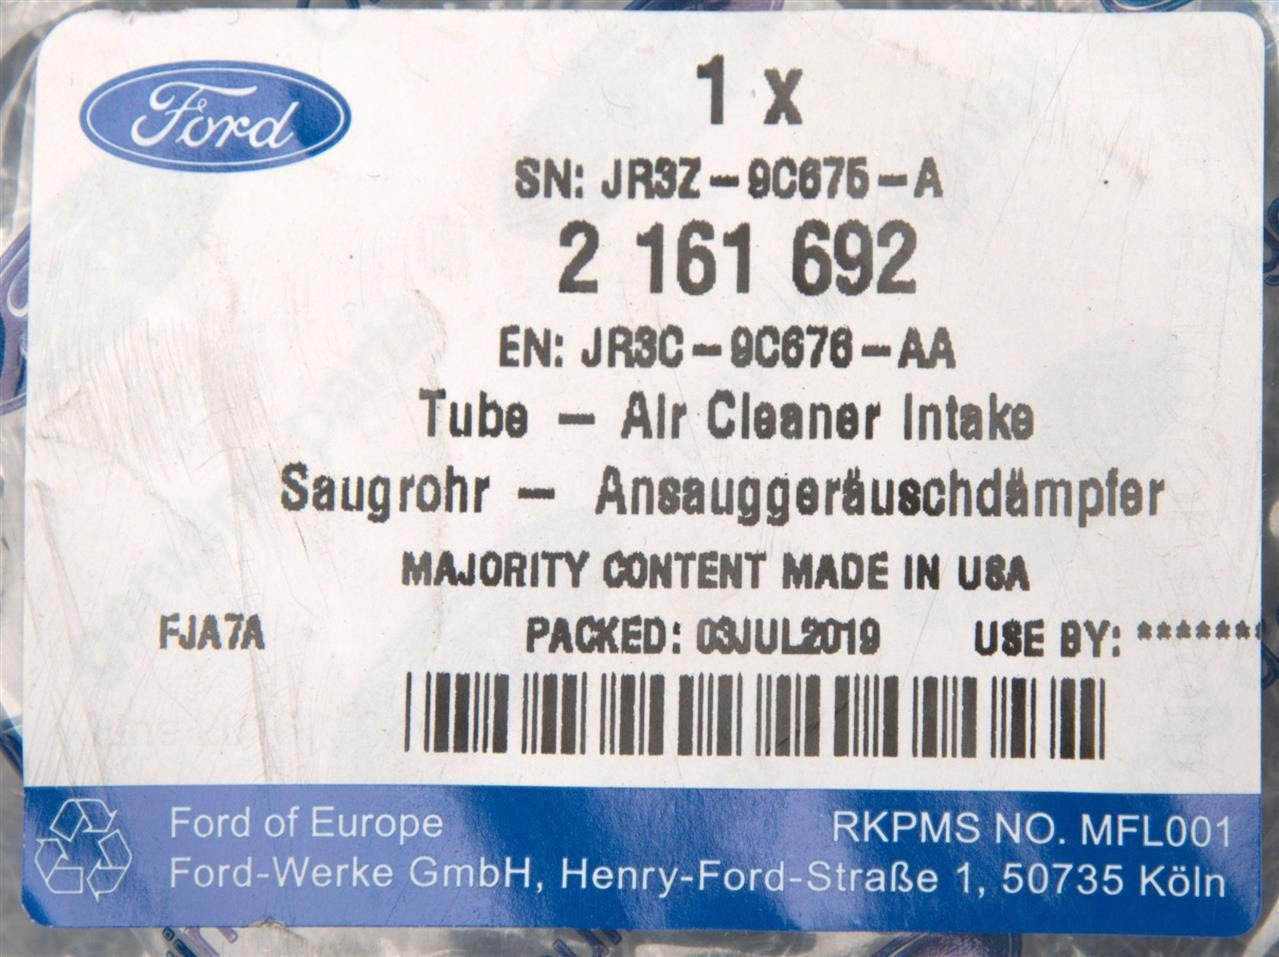 Ford
1 x
SN: JR3Z-9C675-A
2 161 692
EN: JR3C-9C676-AA
Tube - Air Cleaner Intake
Saugrohr - Ansauggeräuschdämpfer
MAJORITY CONTENT MADE IN USA
FJA7A PACKED: 03JUL2019 USE BY: *******
Ford of Europe RKPMS NO. MFL001
Ford-Werke GmbH, Henry-Ford-Straße 1, 50735 Köln